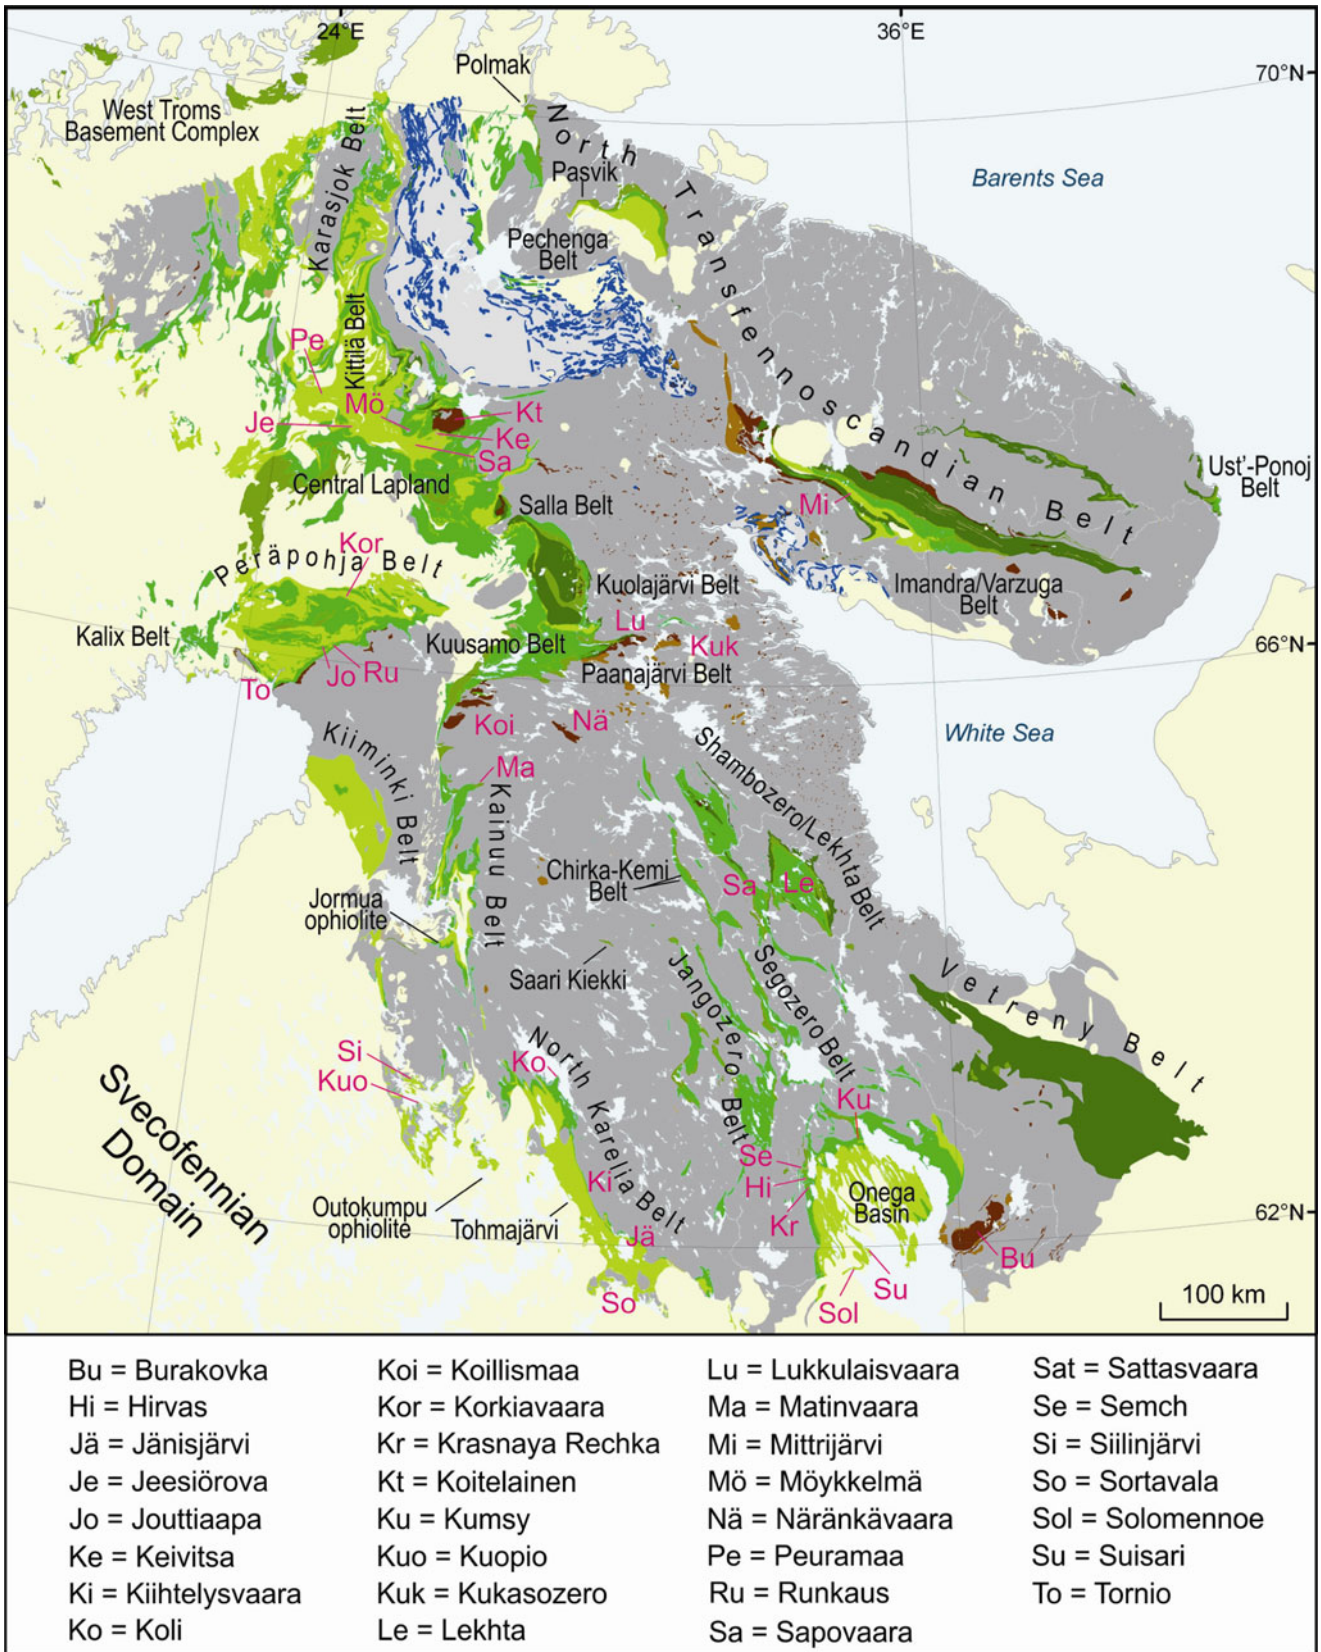 24°E
36°E
70°N
Polmak
West Troms
Basement Complex
Karasjok Belt
North Transfennoscandian Belt
Pasvik
Barents Sea
Pechenga
Belt
Kittilä Belt
Pe
Mö
Je
Kt
Ke
Sa
Central Lapland
Salla Belt
Mi
Ust'-Ponoj
Belt
Peräpohja Belt
Kor
Kuolajärvi Belt
Imandra/Varzuga
Belt
Kalix Belt
Kuusamo Belt
Lu
Kuk
66°N
Paanajärvi Belt
To
Jo
Ru
Koi
Nä
White Sea
Kiiminki Belt
Ma
Kainuu Belt
Shambozero/Lekhta Belt
Chirka-Kemi
Belt
Sa
Le
Jormua
ophiolite
Saari Kiekki
Jangozero Belt
Segozero Belt
Vetreny Belt
Si
Kuo
North Karelia Belt
Ko
Ku
Svecofennian
Domain
Se
Hi
Kr
Ki
Onega
Basin
Outokumpu
ophiolite
Tohmajärvi
Jä
62°N
Bu
So
Su
Sol
100 km
Bu = Burakovka
Hi = Hirvas
Jä = Jänisjärvi
Je = Jeesiörova
Jo = Jouttiaapa
Ke = Keivitsa
Ki = Kiihtelysvaara
Ko = Koli
Koi = Koillismaa
Kor = Korkiavaara
Kr = Krasnaya Rechka
Kt = Koitelainen
Ku = Kumsy
Kuo = Kuopio
Kuk = Kukasozero
Le = Lekhta
Lu = Lukkulaisvaara
Ma = Matinvaara
Mi = Mittrijärvi
Mö = Möykkelmä
Nä = Näränkävaara
Pe = Peuramaa
Ru = Runkaus
Sa = Sapovaara
Sat = Sattasvaara
Se = Semch
Si = Siilinjärvi
So = Sortavala
Sol = Solomennoe
Su = Suisari
To = Tornio